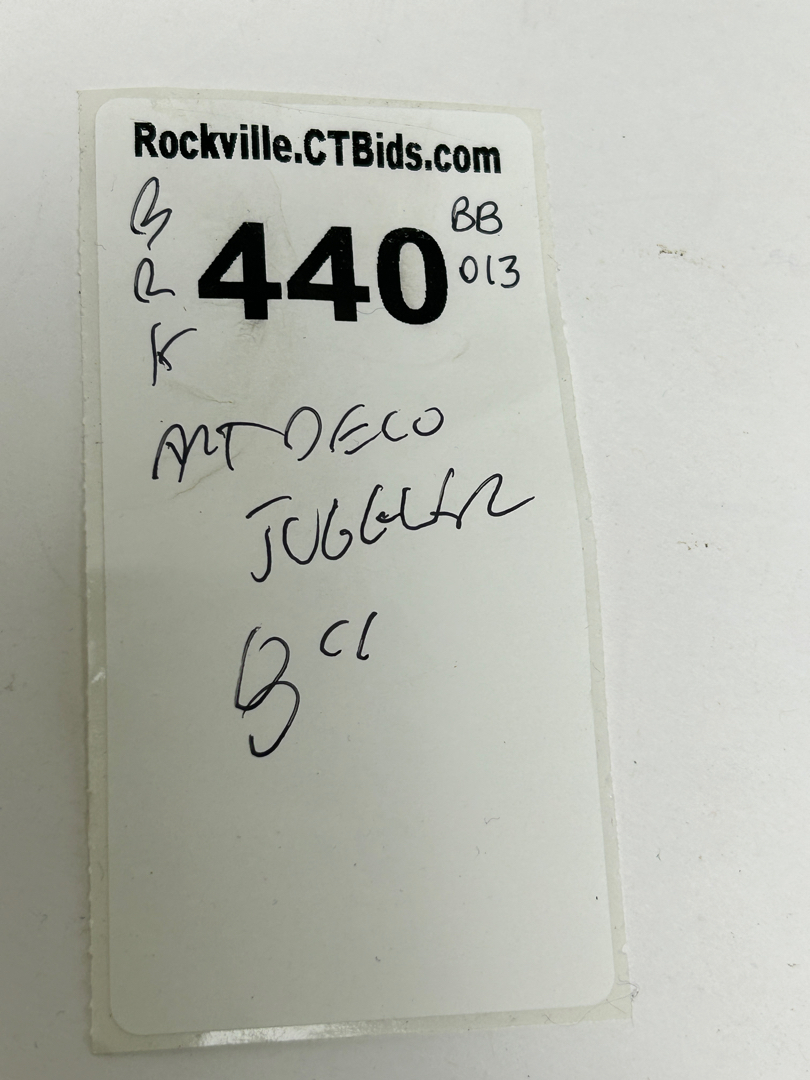 Rockville.CTBids.com
B
R
K
440
BB
013
ART DECO
JUGGLER